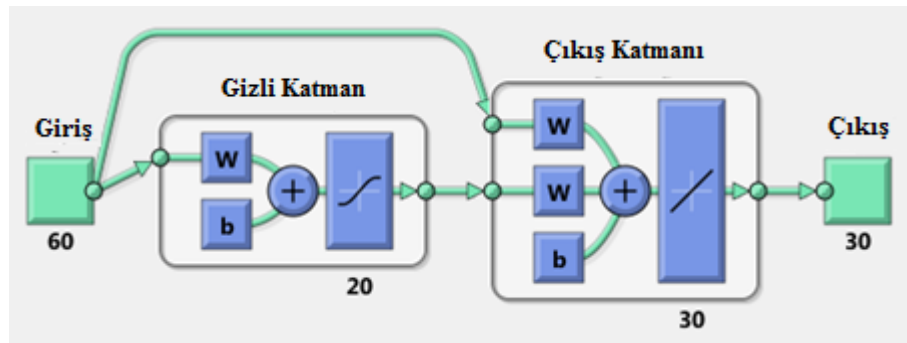 Çıkış Katmanı
Gizli Katman
Giriş
Çıkış
W
W
W
b
b
60
20
30
30